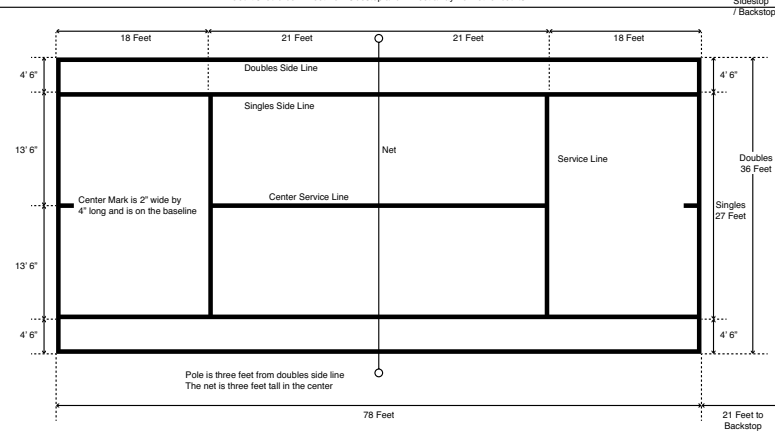 Sidestop
/ Backstop
18 Feet
21 Feet
21 Feet
18 Feet
4' 6"
Doubles Side Line
4' 6"
Singles Side Line
13' 6"
Net
Service Line
Doubles
36 Feet
Center Mark is 2" wide by
4" long and is on the baseline
Center Service Line
Singles
27 Feet
13' 6"
4' 6"
4' 6"
Pole is three feet from doubles side line
The net is three feet tall in the center
78 Feet
21 Feet to
Backstop